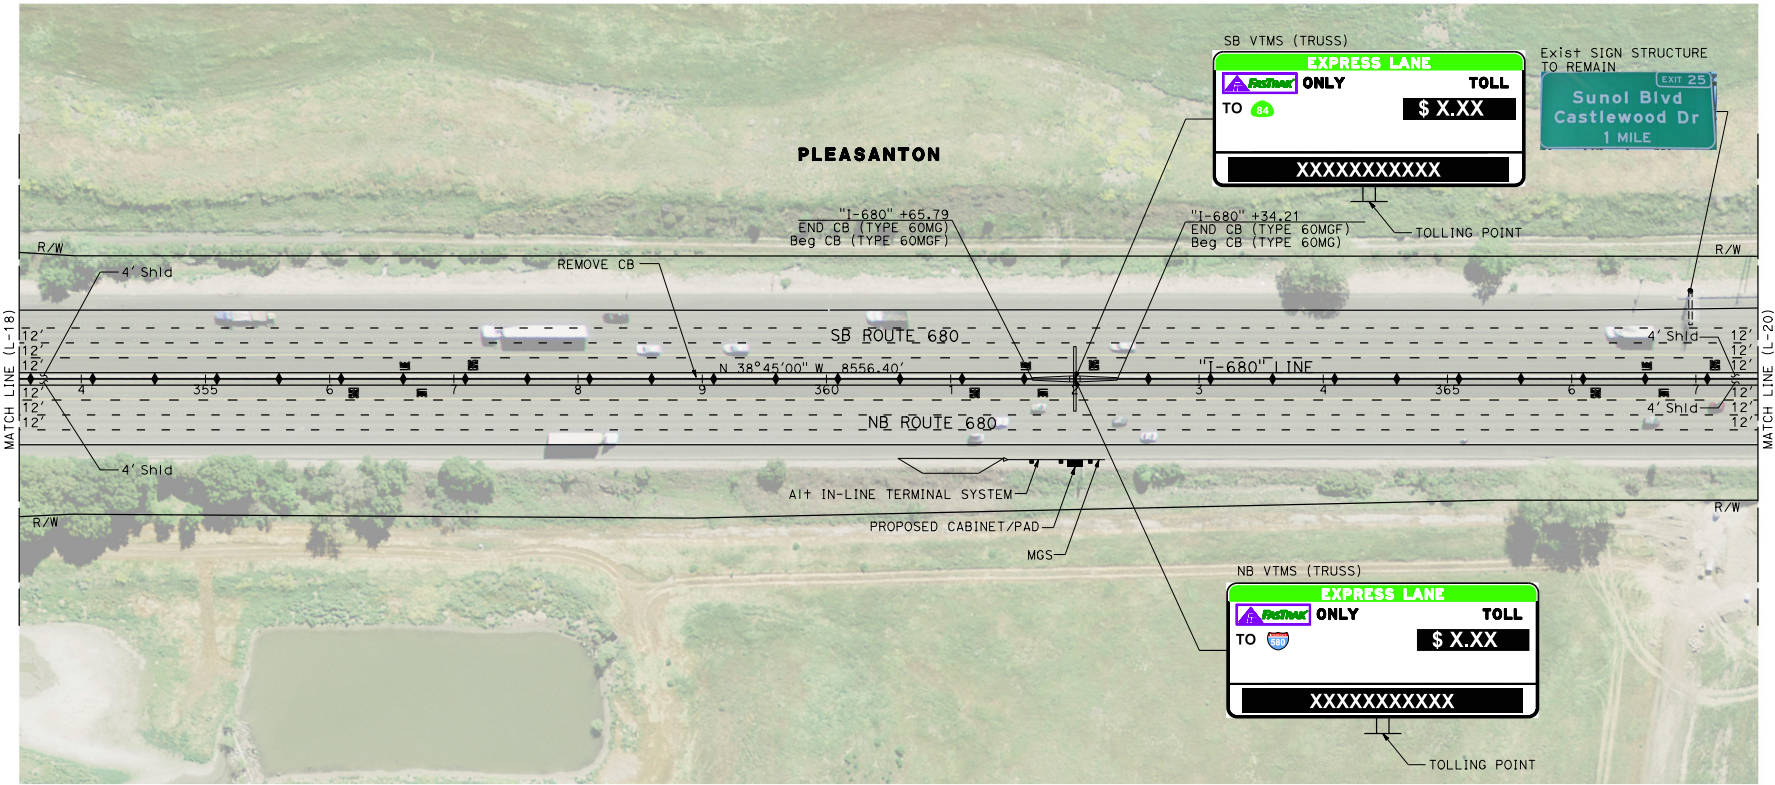 SB VTMS (TRUSS)
EXPRESS LANE
FASTRAK ONLY TOLL
TO 84 $ X.XX
XXXXXXXXXXX
TOLLING POINT
Exist SIGN STRUCTURE
TO REMAIN
EXIT 25
Sunol Blvd
Castlewood Dr
1 MILE
PLEASANTON
"I-680" +65.79
END CB (TYPE 60MG)
Beg CB (TYPE 60MGF)
"I-680" +34.21
END CB (TYPE 60MGF)
Beg CB (TYPE 60MG)
R/W
R/W
4' Shld
REMOVE CB
MATCH LINE (L-18)
12'
12'
12'
12'
12'
12'
SB ROUTE 680
4' Shld
12'
12'
12'
N 38°45'00" W 8556.40'
"I-680" LINE
4 355 6 7 8 9 360 1 2 3 4 365 6 7
4' Shld
12'
12'
NB ROUTE 680
MATCH LINE (L-20)
4' Shld
Alt IN-LINE TERMINAL SYSTEM
PROPOSED CABINET/PAD
MGS
R/W
R/W
NB VTMS (TRUSS)
EXPRESS LANE
FASTRAK ONLY TOLL
TO 580 $ X.XX
XXXXXXXXXXX
TOLLING POINT